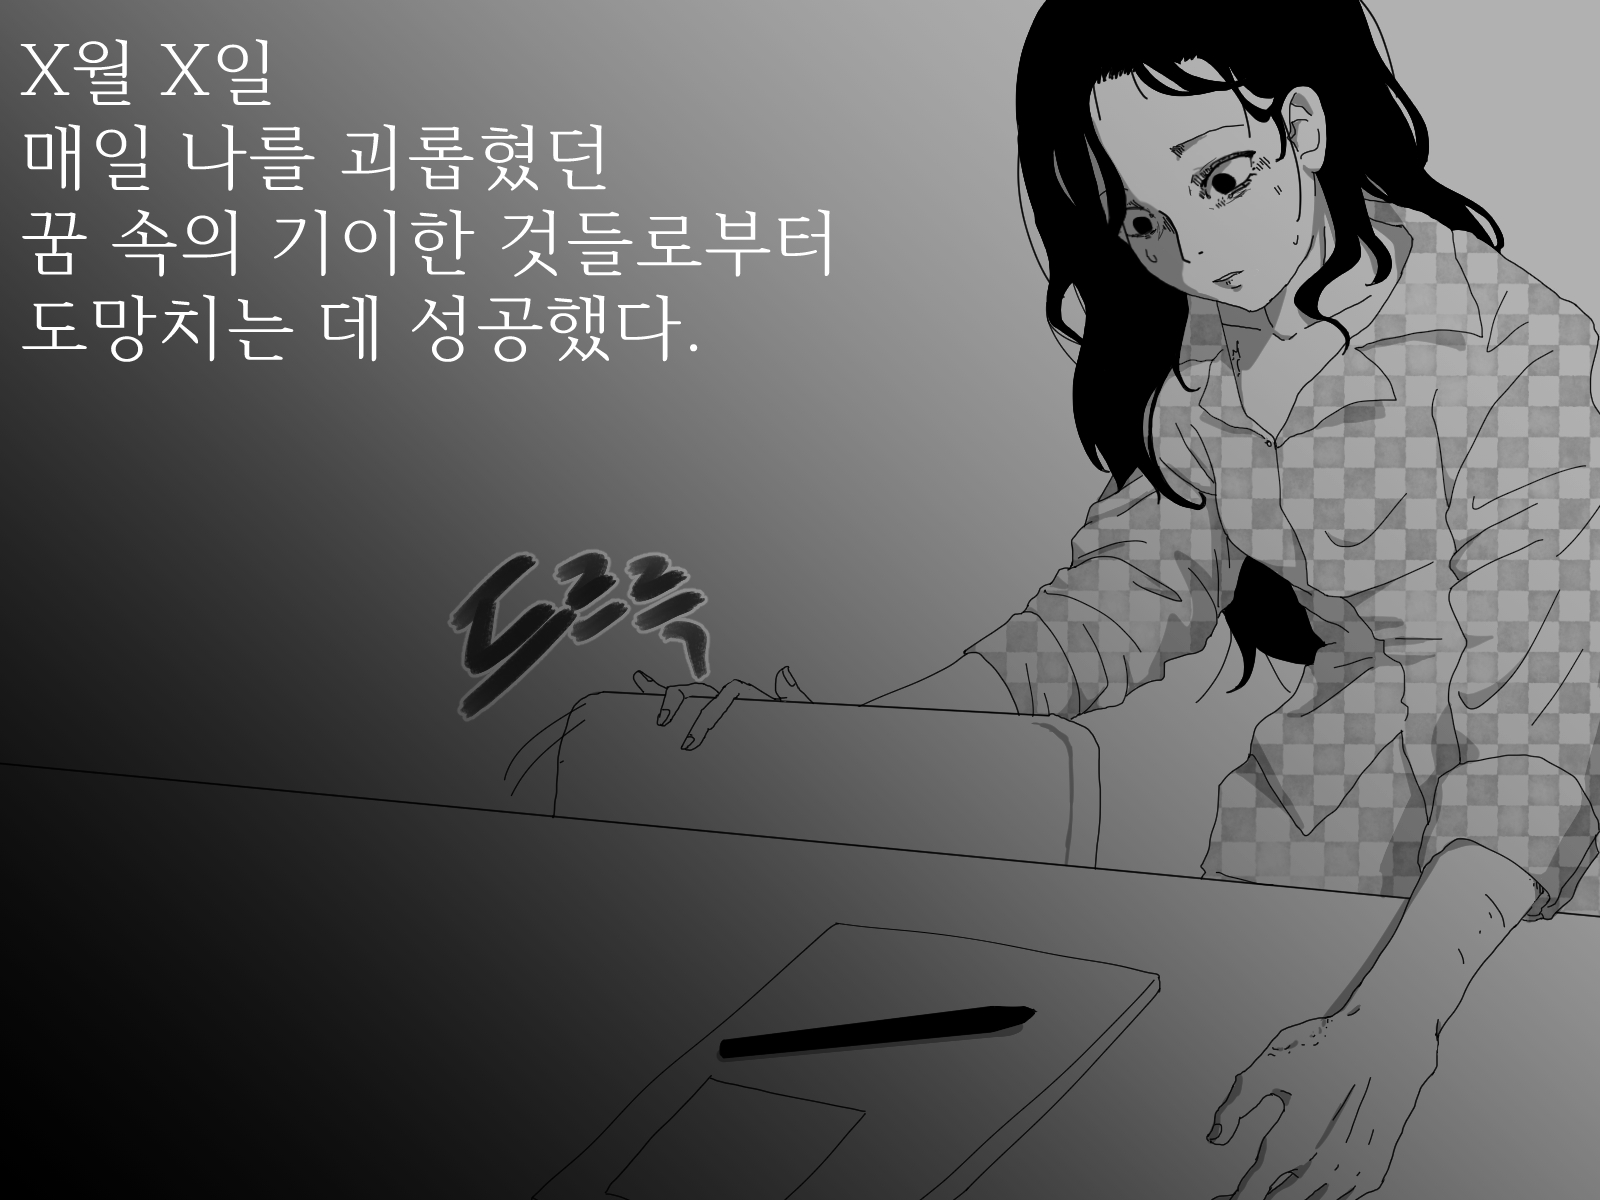 X월 X일
매일 나를 괴롭혔던
꿈 속의 기이한 것들로부터
도망치는 데 성공했다.
드르륵